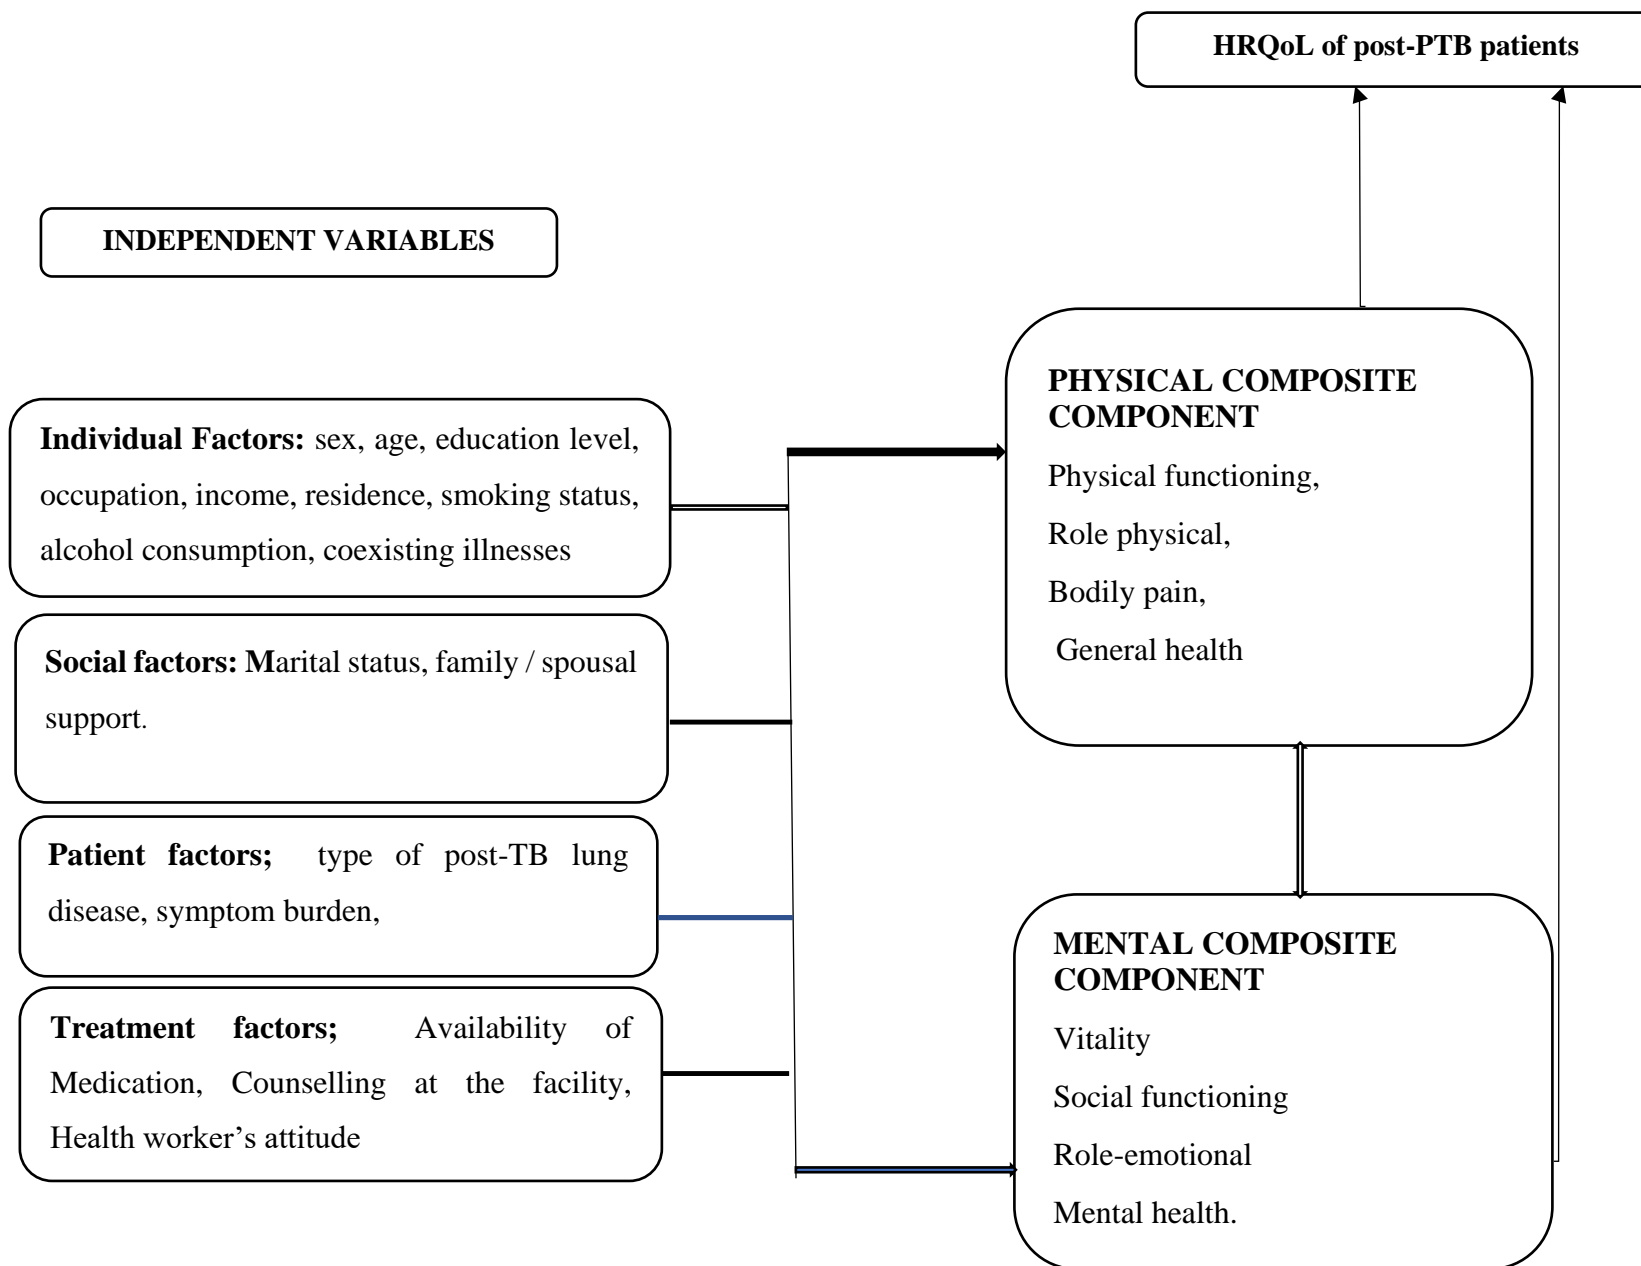 HRQoL of post-PTB patients
INDEPENDENT VARIABLES
Individual Factors: sex, age, education level,
occupation, income, residence, smoking status,
alcohol consumption, coexisting illnesses
Social factors: Marital status, family / spousal
support.
Patient factors; type of post-TB lung
disease, symptom burden,
Treatment factors; Availability of
Medication, Counselling at the facility,
Health worker’s attitude
PHYSICAL COMPOSITE
COMPONENT
Physical functioning,
Role physical,
Bodily pain,
General health
MENTAL COMPOSITE
COMPONENT
Vitality
Social functioning
Role-emotional
Mental health.